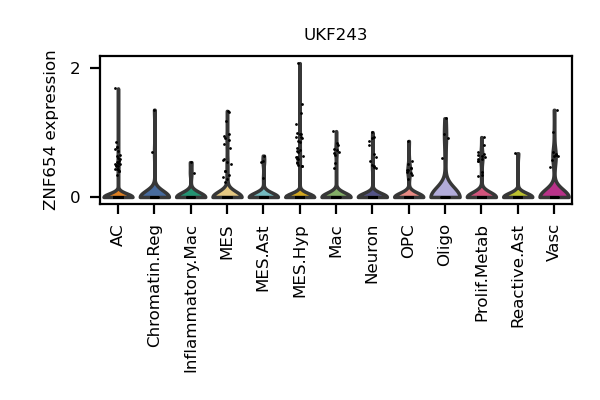 UKF243
ZNF654 expression
2
0
AC
Chromatin.Reg
Inflammatory.Mac
MES
MES.Ast
MES.Hyp
Mac
Neuron
OPC
Oligo
Prolif.Metab
Reactive.Ast
Vasc